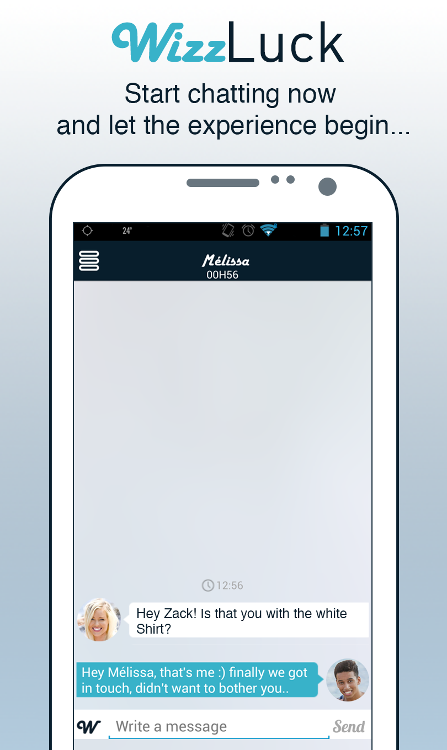 WizzLuck
Start chatting now
and let the experience begin...
24°
12:57
Mélissa
00H56
12:56
Hey Zack! Is that you with the white
Shirt?
Hey Mélissa, that's me :) finally we got
in touch, didn't want to bother you..
W
Write a message
Send